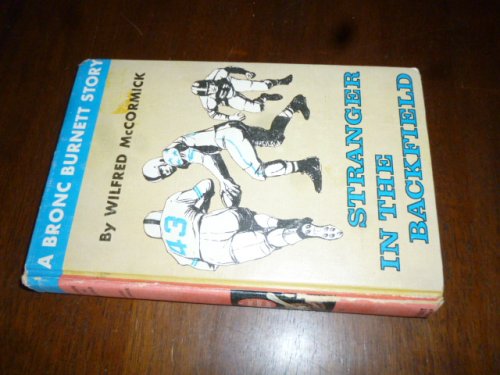 A BRONC BURNETT STORY
By WILFRED McCORMICK
STRANGER
IN THE
BACKFIELD
43